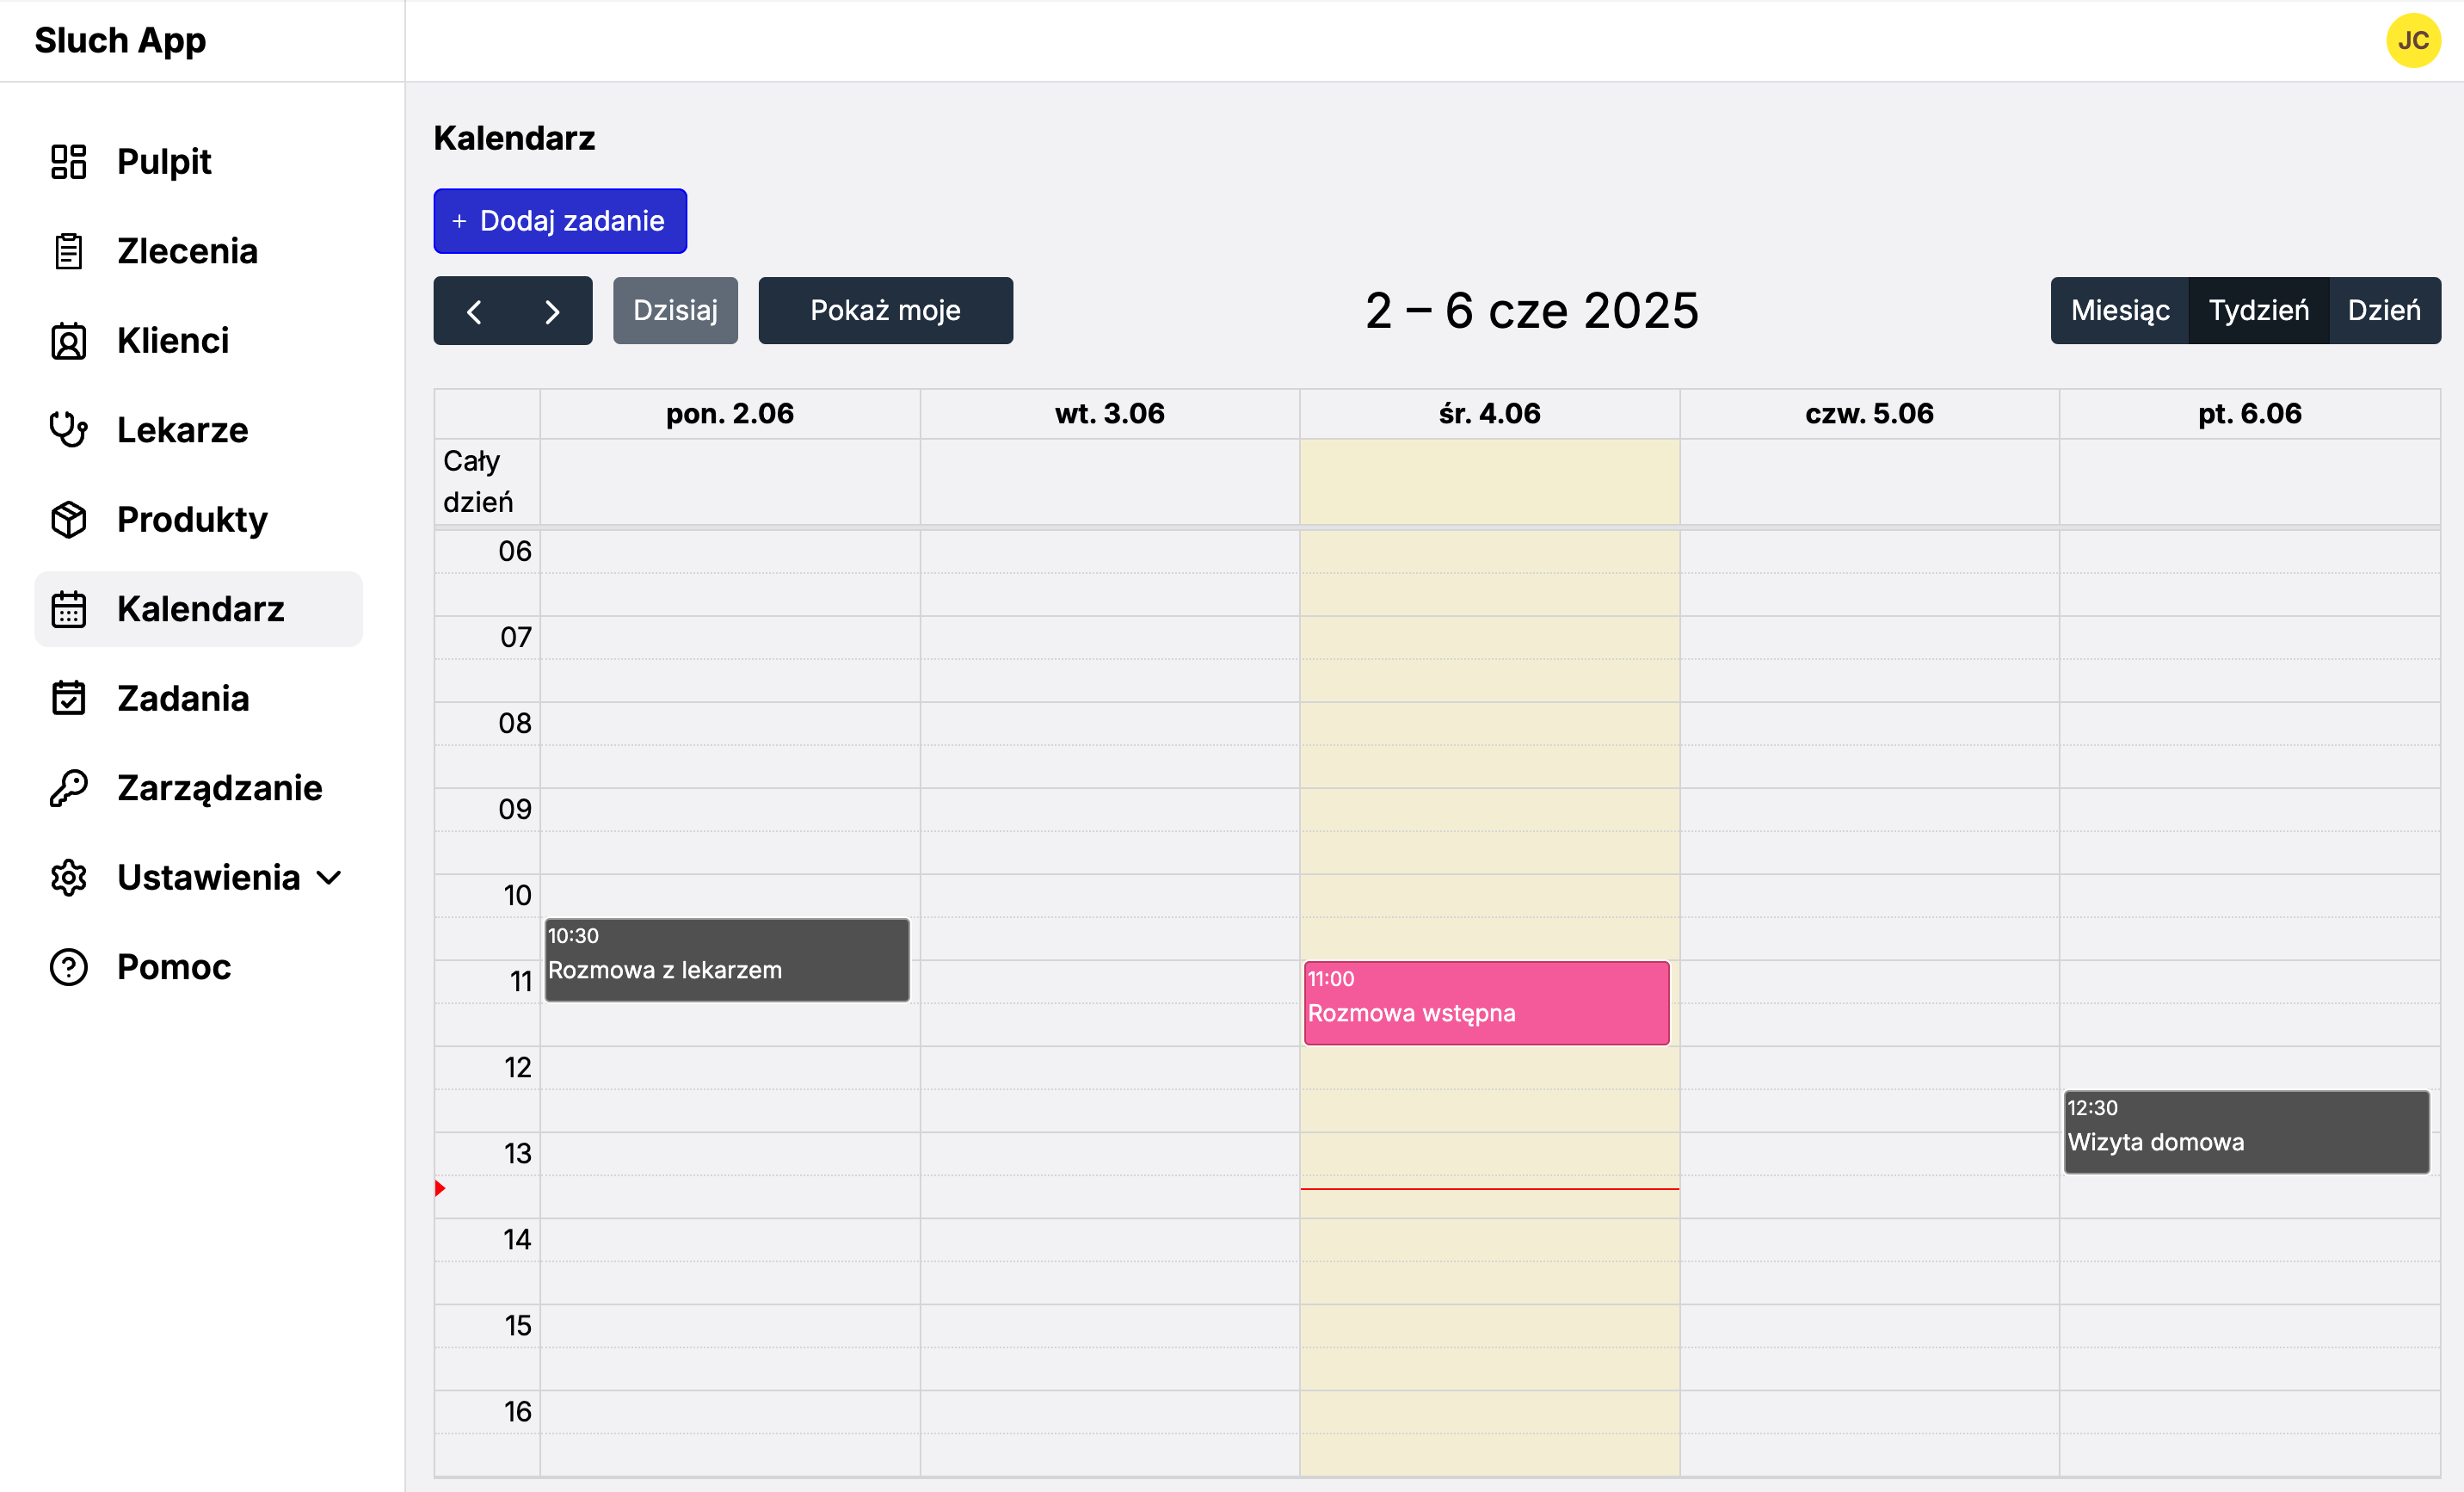 Sluch App
JC
Pulpit
Zlecenia
Klienci
Lekarze
Produkty
Kalendarz
Zadania
Zarządzanie
Ustawienia
Pomoc
Kalendarz
+ Dodaj zadanie
Dzisiaj
Pokaż moje
2 – 6 cze 2025
Miesiąc
Tydzień
Dzień
pon. 2.06
wt. 3.06
śr. 4.06
czw. 5.06
pt. 6.06
Cały
dzień
06
07
08
09
10
10:30
Rozmowa z lekarzem
11
11:00
Rozmowa wstępna
12
12:30
Wizyta domowa
13
14
15
16